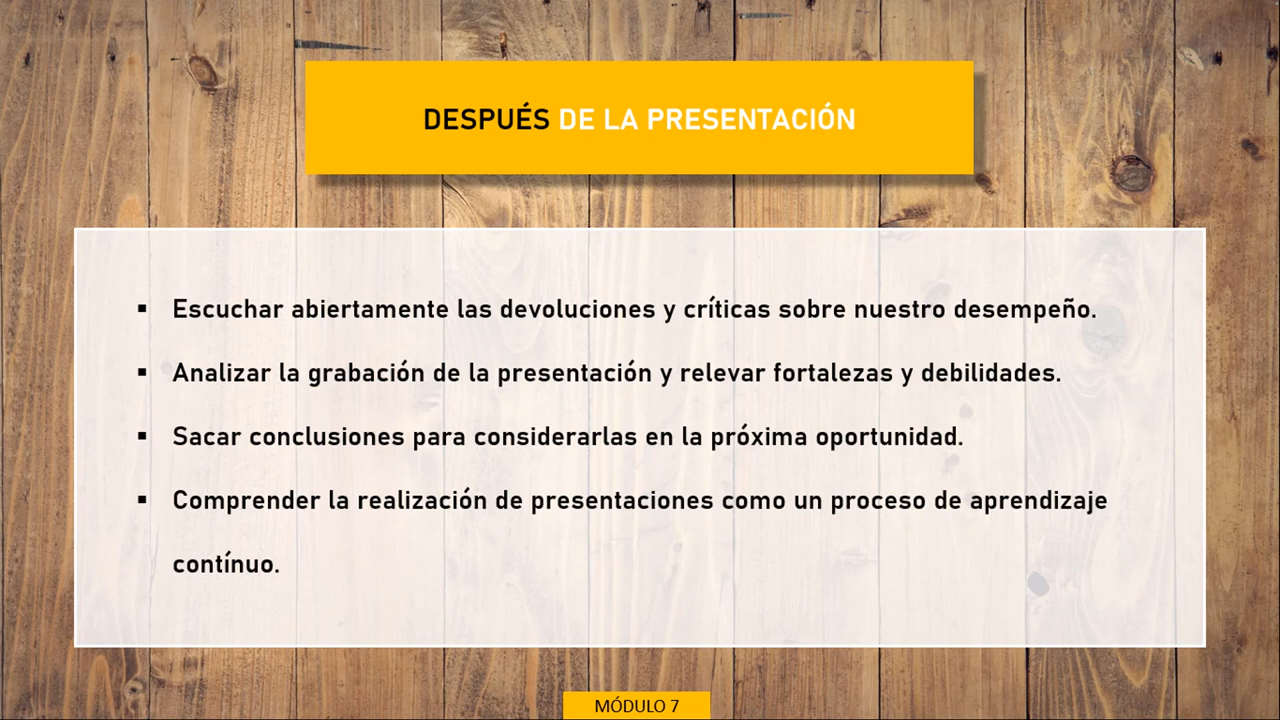 DESPUÉS DE LA PRESENTACIÓN
▪ Escuchar abiertamente las devoluciones y críticas sobre nuestro desempeño.
▪ Analizar la grabación de la presentación y relevar fortalezas y debilidades.
▪ Sacar conclusiones para considerarlas en la próxima oportunidad.
▪ Comprender la realización de presentaciones como un proceso de aprendizaje
contínuo.
MÓDULO 7